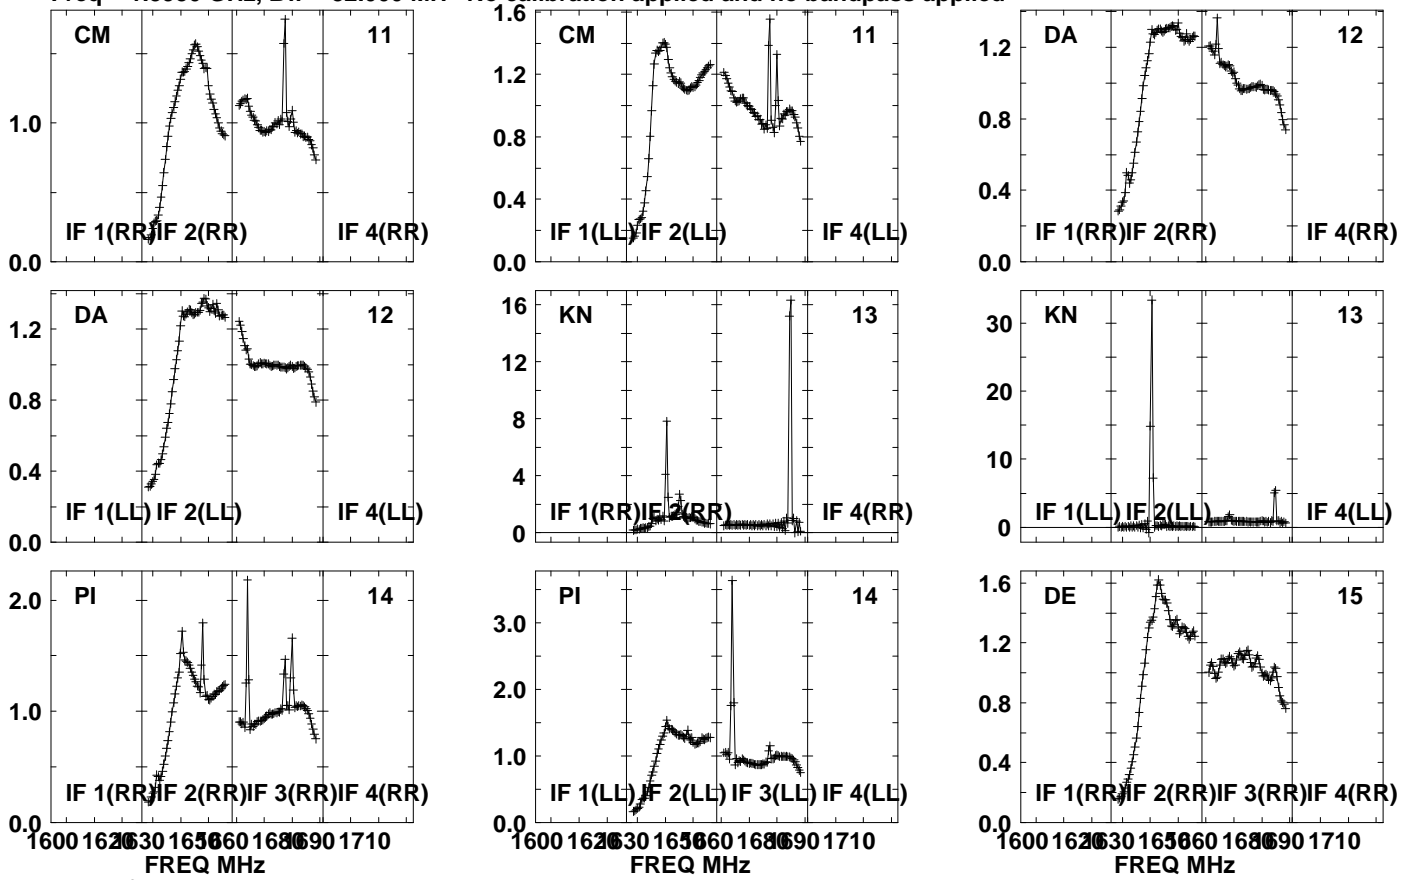 CM 11
1.0
0.0
IF 1(RR) IF 2(RR) IF 4(RR)
1.6
CM 11
1.2
0.8
0.4
0.0
IF 1(LL) IF 2(LL) IF 4(LL)
DA 12
1.2
0.8
0.4
0.0
IF 1(RR) IF 2(RR) IF 4(RR)
DA 12
1.2
0.8
0.4
0.0
IF 1(LL) IF 2(LL) IF 4(LL)
KN 13
16
12
8
4
0
IF 1(RR) IF 2(RR) IF 4(RR)
KN 13
30
20
10
0
IF 1(LL) IF 2(LL) IF 4(LL)
PI 14
2.0
1.0
0.0
IF 1(RR) IF 2(RR) IF 3(RR) IF 4(RR)
1600 1620 1630 1650 1660 1680 1690 1710
FREQ MHz
PI 14
3.0
2.0
1.0
0.0
IF 1(LL) IF 2(LL) IF 3(LL) IF 4(LL)
1600 1620 1630 1650 1660 1680 1690 1710
FREQ MHz
DE 15
1.6
1.2
0.8
0.4
0.0
IF 1(RR) IF 2(RR) IF 3(RR) IF 4(RR)
1600 1620 1630 1650 1660 1680 1690 1710
FREQ MHz